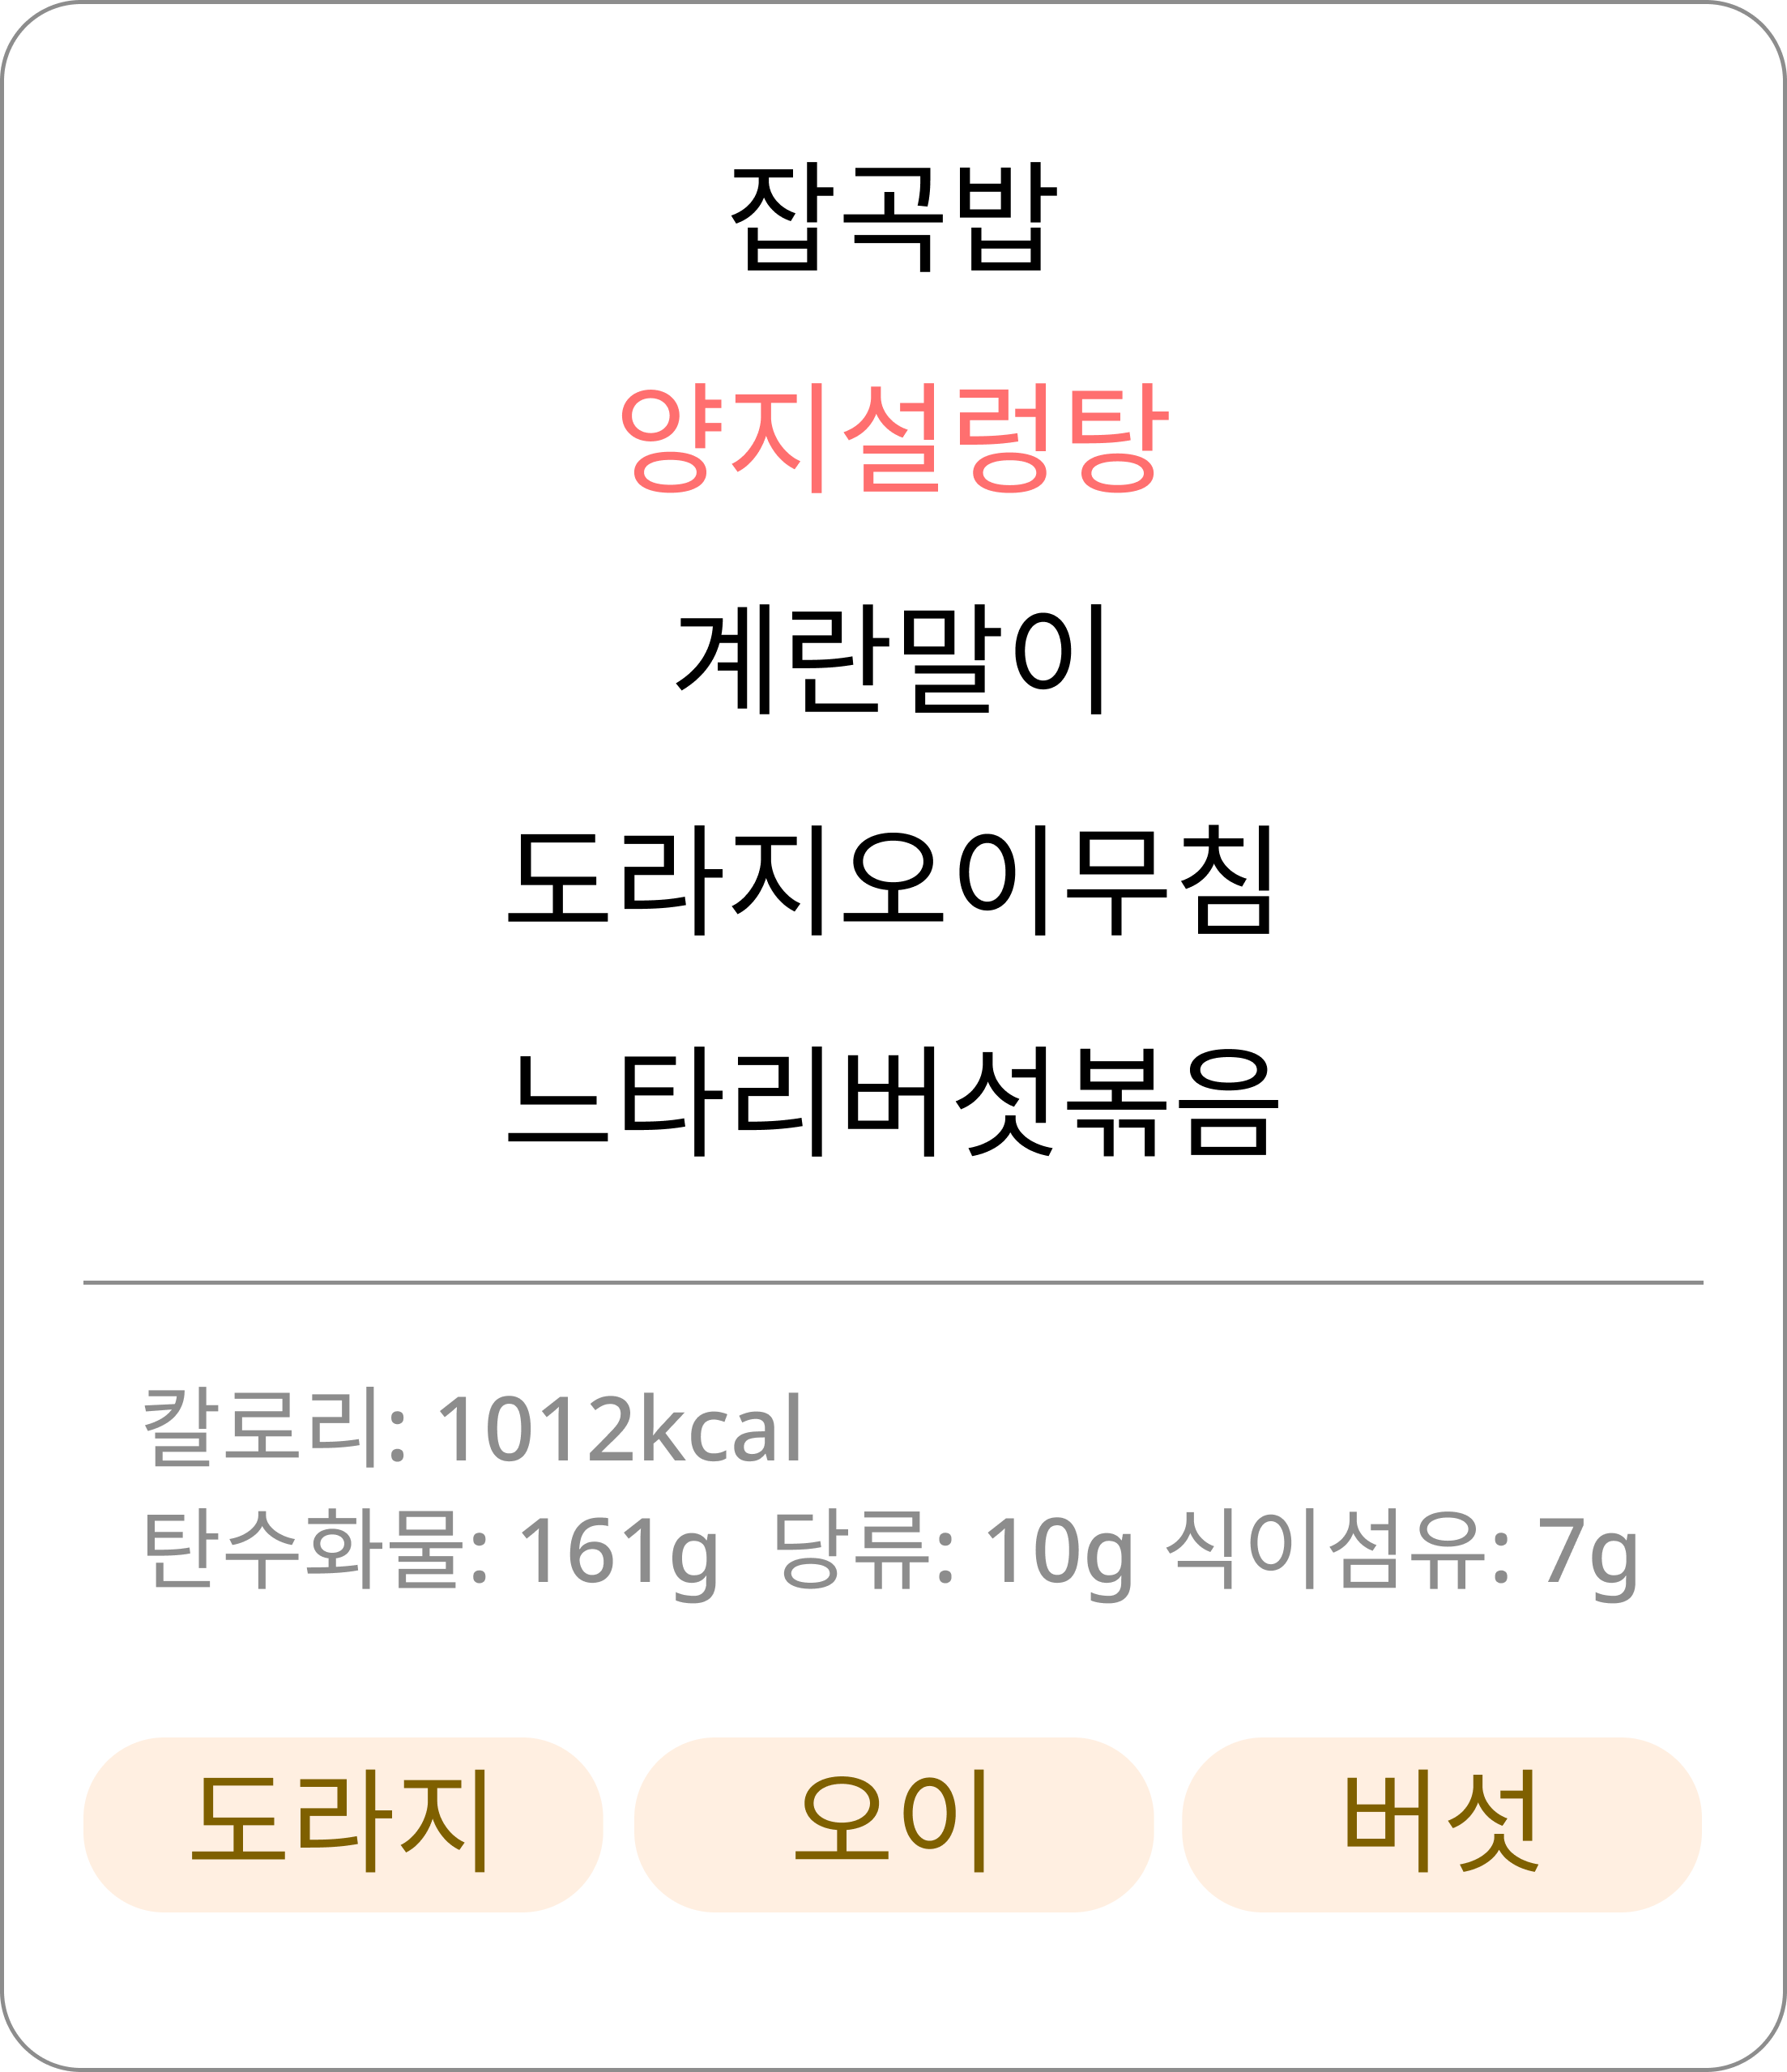 잡곡밥
양지설렁탕
계란말이
도라지오이무침
느타리버섯볶음
칼로리: 1012kcal
탄수화물: 161g 당류: 10g 식이섬유: 7g
도라지 오이 버섯